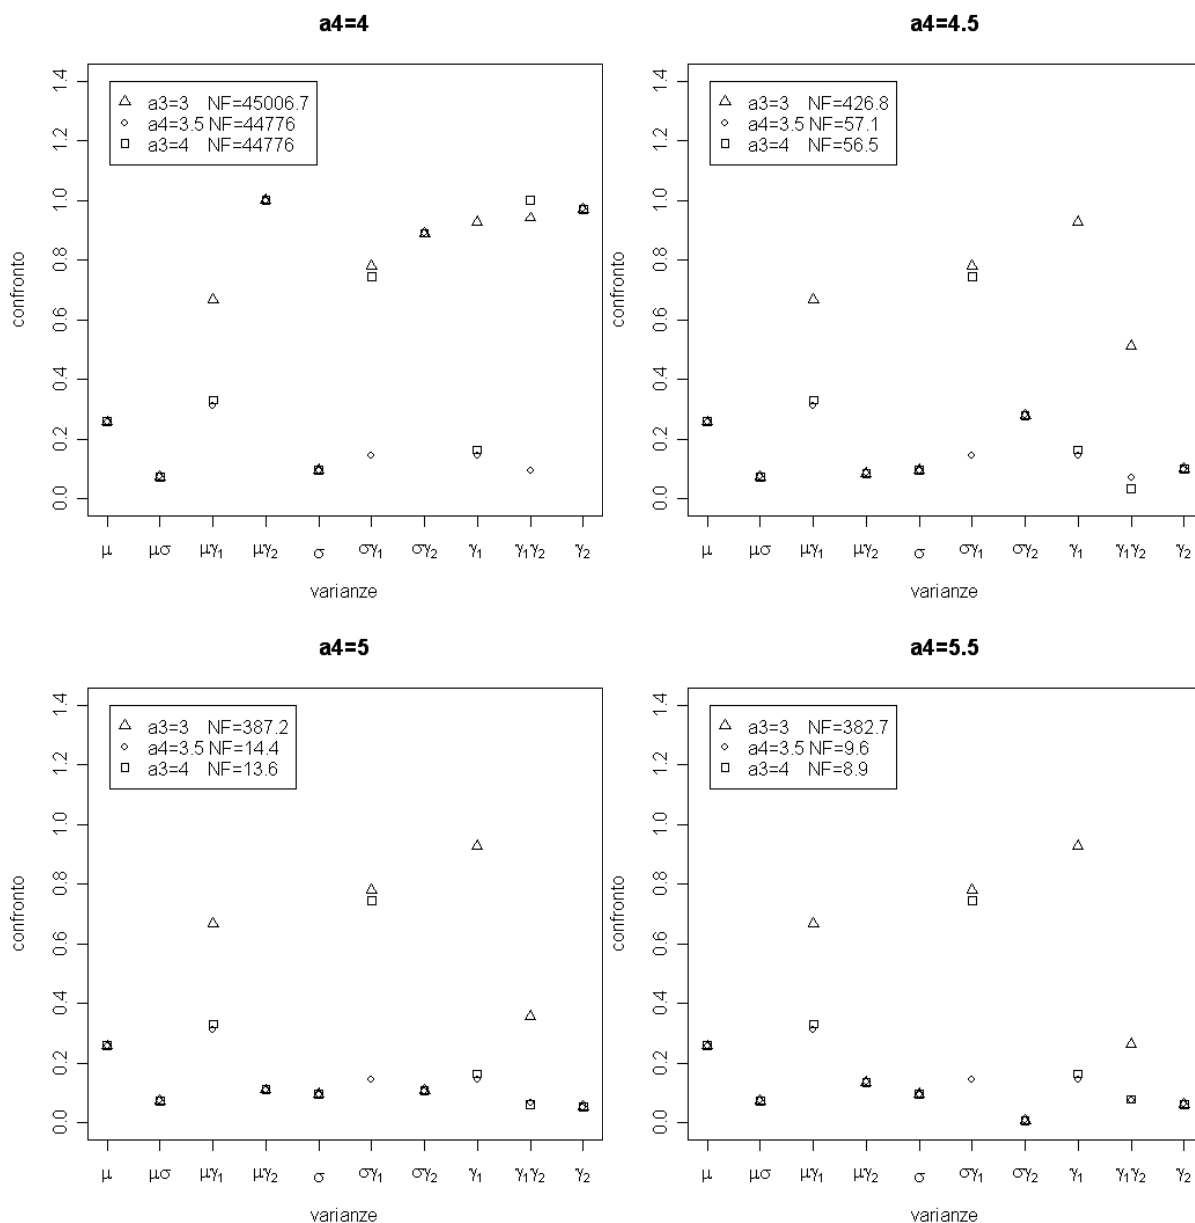 a4=4
1.4
1.2
1.0
0.8
0.6
0.4
0.2
0.0
confronto
a3=3 NF=45006.7
a4=3.5 NF=44776
a3=4 NF=44776
μ μσ μγ1 μγ2 σ σγ1 σγ2 γ1 γ1γ2 γ2
varianze
a4=4.5
1.4
1.2
1.0
0.8
0.6
0.4
0.2
0.0
confronto
a3=3 NF=426.8
a4=3.5 NF=57.1
a3=4 NF=56.5
μ μσ μγ1 μγ2 σ σγ1 σγ2 γ1 γ1γ2 γ2
varianze
a4=5
1.4
1.2
1.0
0.8
0.6
0.4
0.2
0.0
confronto
a3=3 NF=387.2
a4=3.5 NF=14.4
a3=4 NF=13.6
μ μσ μγ1 μγ2 σ σγ1 σγ2 γ1 γ1γ2 γ2
varianze
a4=5.5
1.4
1.2
1.0
0.8
0.6
0.4
0.2
0.0
confronto
a3=3 NF=382.7
a4=3.5 NF=9.6
a3=4 NF=8.9
μ μσ μγ1 μγ2 σ σγ1 σγ2 γ1 γ1γ2 γ2
varianze